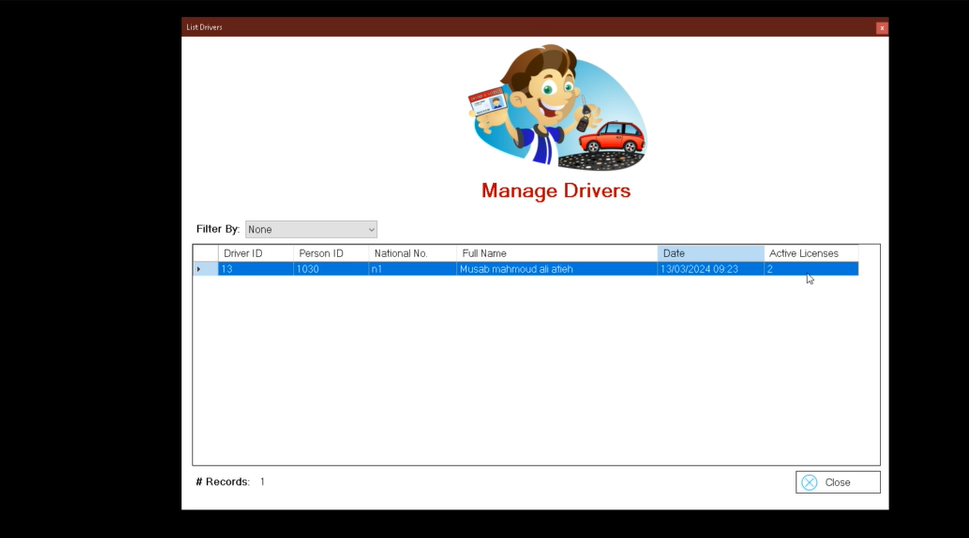 List Drivers
x
Manage Drivers
Filter By: None
Driver ID Person ID National No. Full Name Date Active Licenses
13 1030 n1 Musab mahmoud ali atieh 13/03/2024 09:23 2
# Records: 1
Close